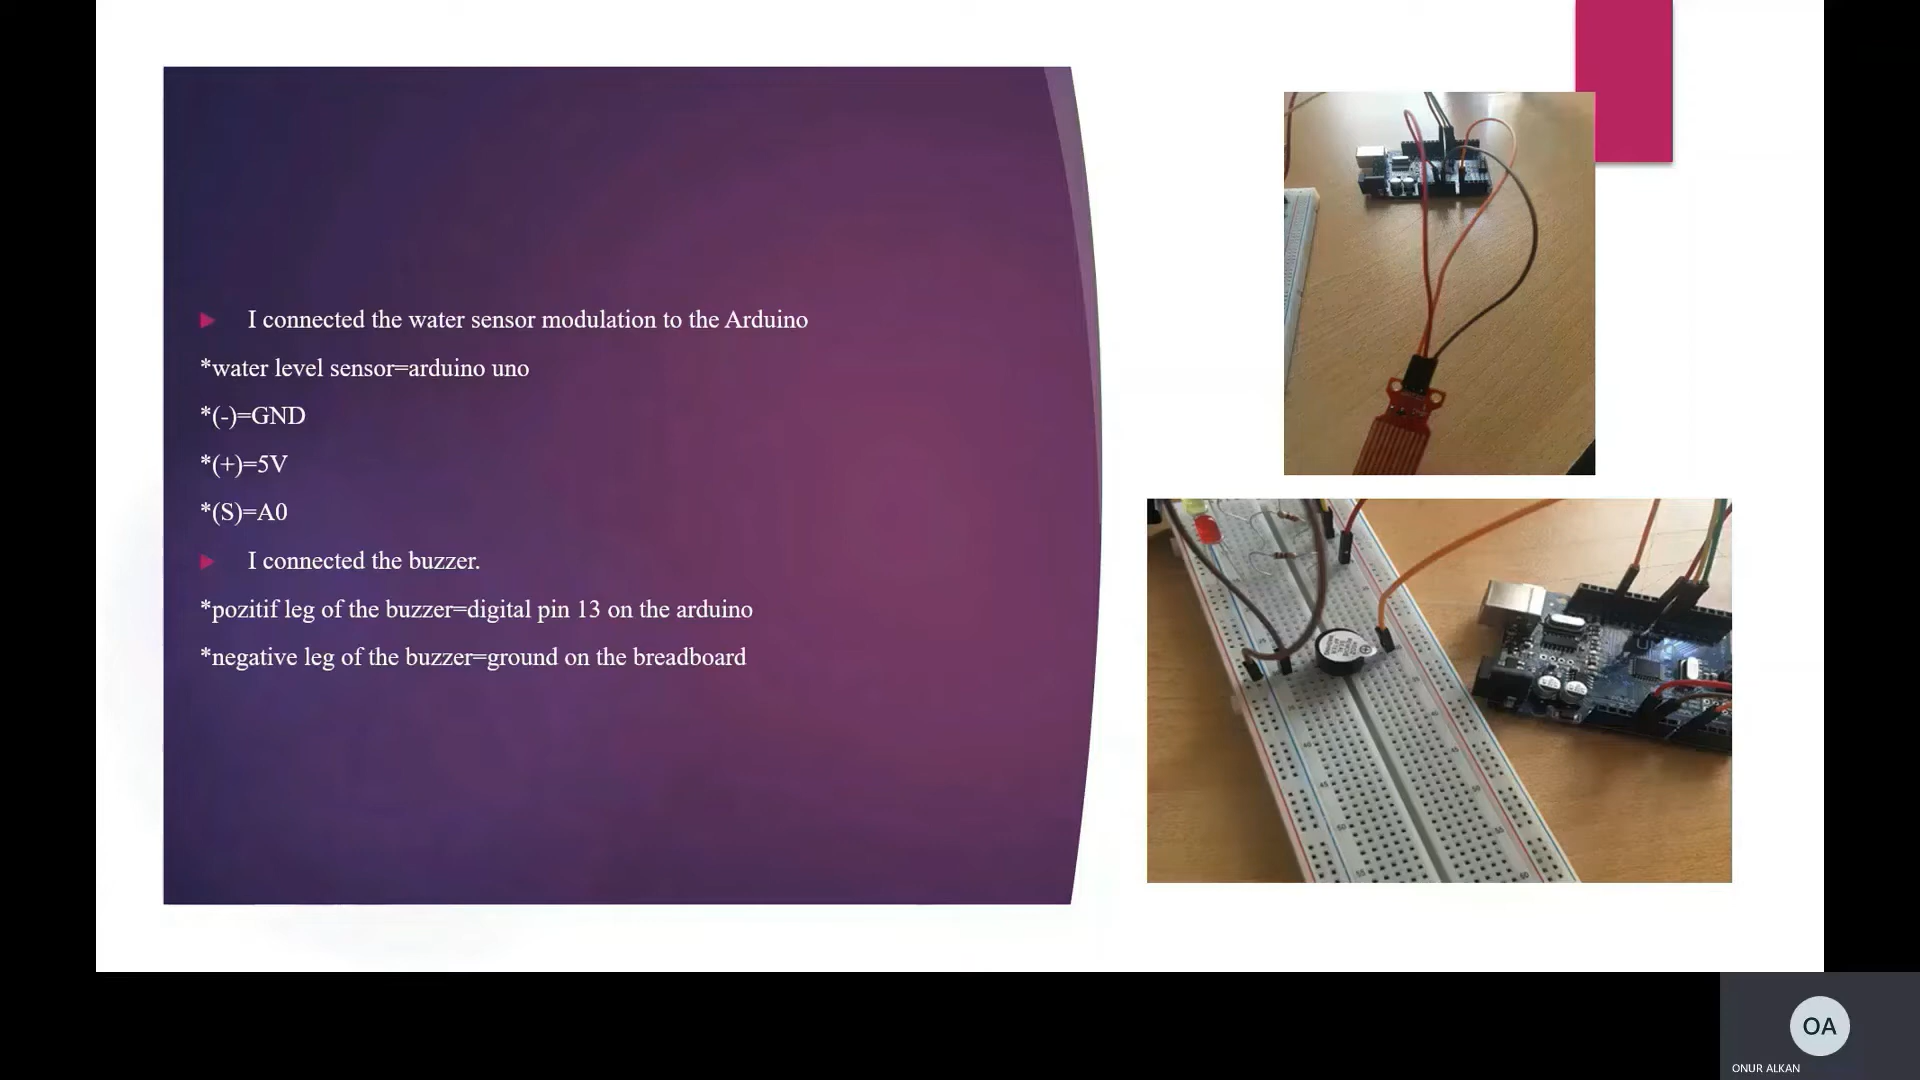 I connected the water sensor modulation to the Arduino
*water level sensor=arduino uno
*(-)=GND
*(+)=5V
*(S)=A0
I connected the buzzer.
*pozitif leg of the buzzer=digital pin 13 on the arduino
*negative leg of the buzzer=ground on the breadboard
OA
ONUR ALKAN